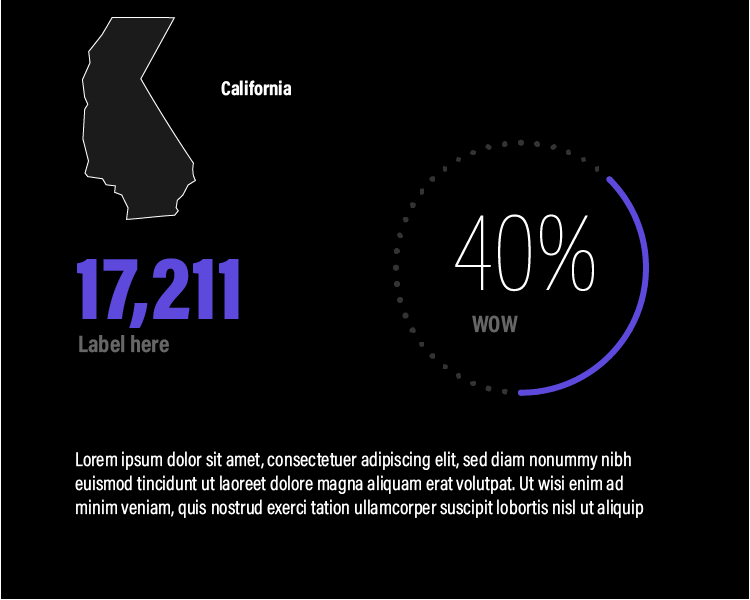 California
40%
WOW
17,211
Label here
Lorem ipsum dolor sit amet, consectetuer adipiscing elit, sed diam nonummy nibh
euismod tincidunt ut laoreet dolore magna aliquam erat volutpat. Ut wisi enim ad
minim veniam, quis nostrud exerci tation ullamcorper suscipit lobortis nisl ut aliquip